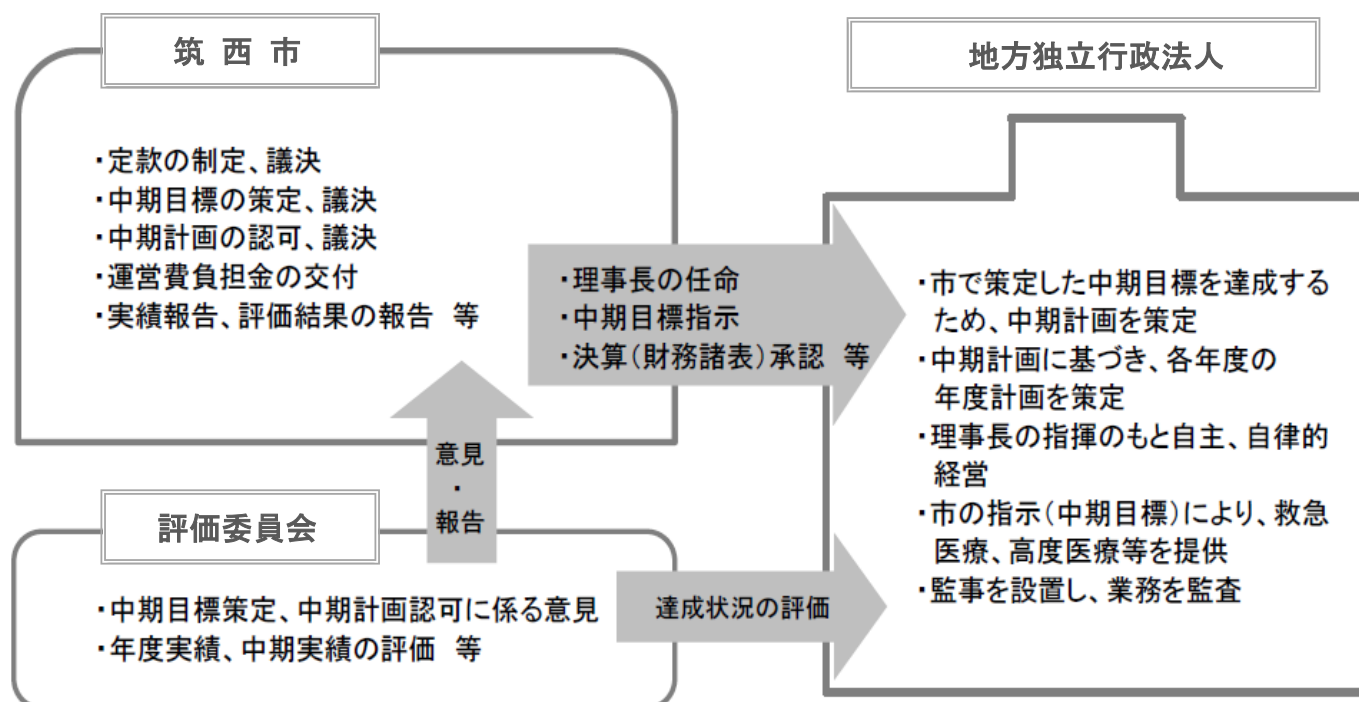 筑 西 市
・定款の制定、議決
・中期目標の策定、議決
・中期計画の認可、議決
・運営費負担金の交付
・実績報告、評価結果の報告 等
・理事長の任命
・中期目標指示
・決算(財務諸表)承認 等
地方独立行政法人
・市で策定した中期目標を達成する
ため、中期計画を策定
・中期計画に基づき、各年度の
年度計画を策定
・理事長の指揮のもと自主、自律的
経営
・市の指示(中期目標)により、救急
医療、高度医療等を提供
・監事を設置し、業務を監査
意見
・
報告
評価委員会
・中期目標策定、中期計画認可に係る意見
・年度実績、中期実績の評価 等
達成状況の評価